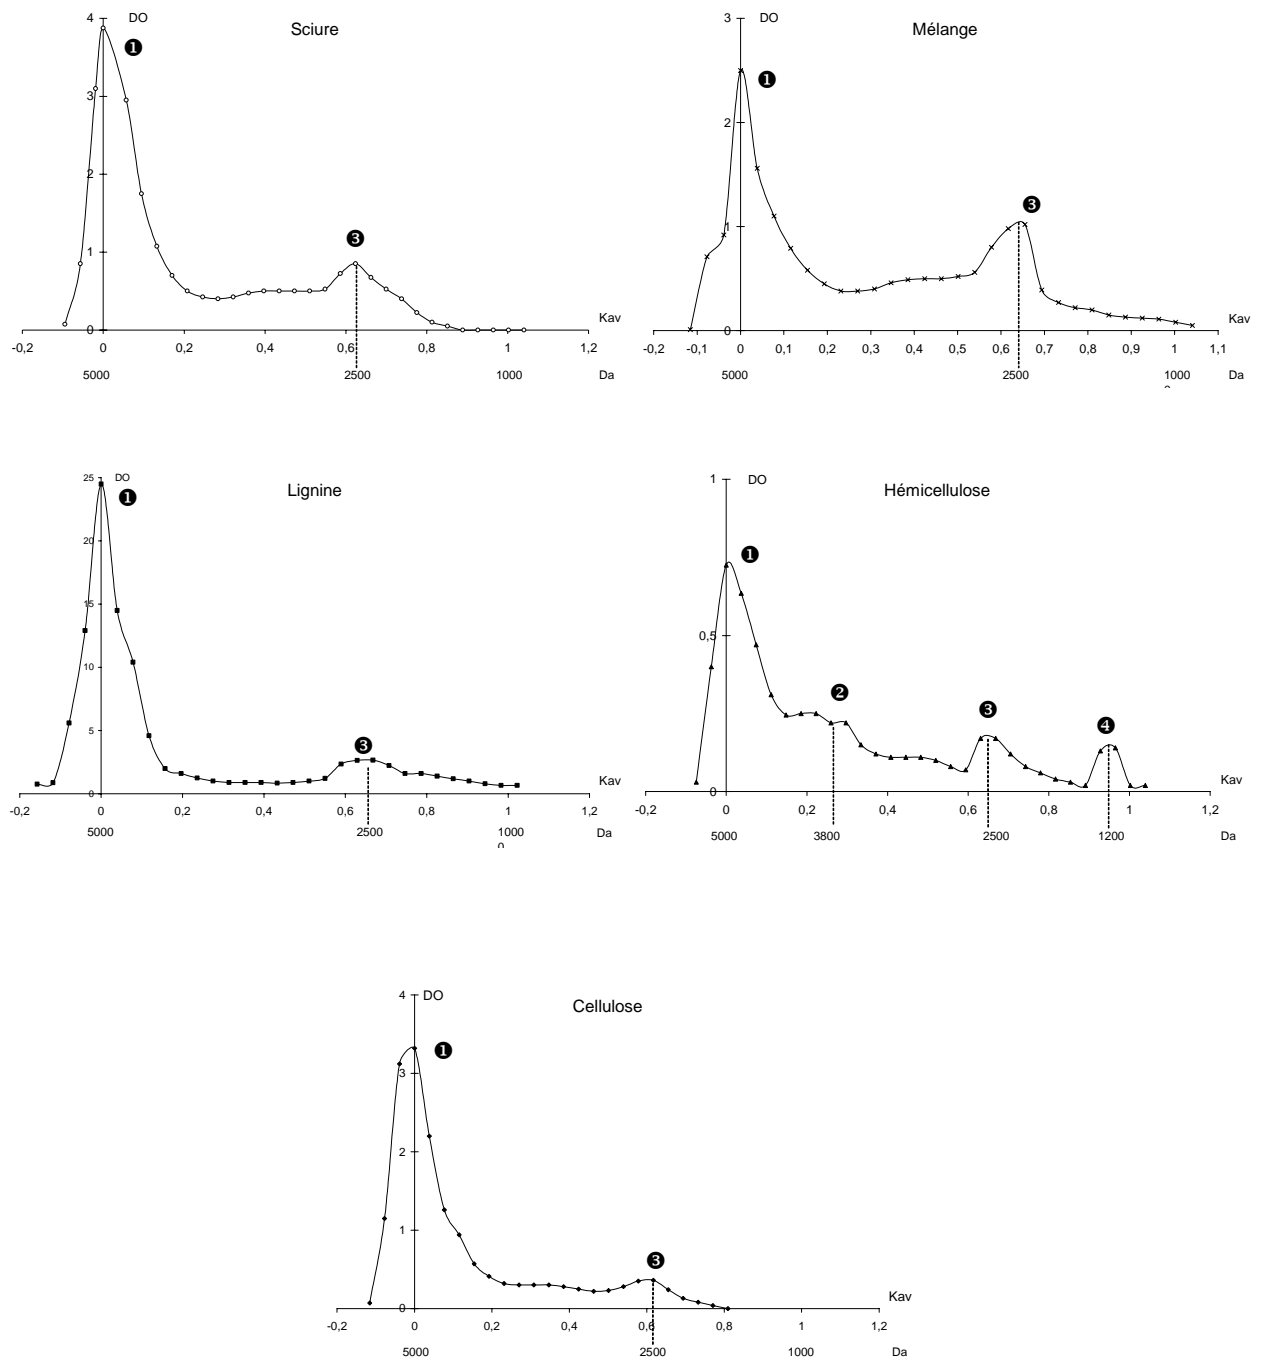 Sciure
DO
❶
4
3
2
1
0
❸
Kav
-0,2 0 0,2 0,4 0,6 0,8 1 1,2
5000 2500 1000 Da
Mélange
DO
❶
3
2
1
0
❸
Kav
-0,2 -0,1 0 0,1 0,2 0,3 0,4 0,5 0,6 0,7 0,8 0,9 1 1,1
5000 2500 1000 Da
Lignine
DO
❶
25
20
15
10
5
0
❸
Kav
-0,2 0 0,2 0,4 0,6 0,8 1 1,2
5000 2500 1000 Da
0
Hémicellulose
DO
❶
1
0,5
0
❷
❸
❹
Kav
-0,2 0 0,2 0,4 0,6 0,8 1 1,2
5000 3800 2500 1200 Da
Cellulose
DO
❶
4
3
2
1
0
❸
Kav
-0,2 0 0,2 0,4 0,6 0,8 1 1,2
5000 2500 1000 Da